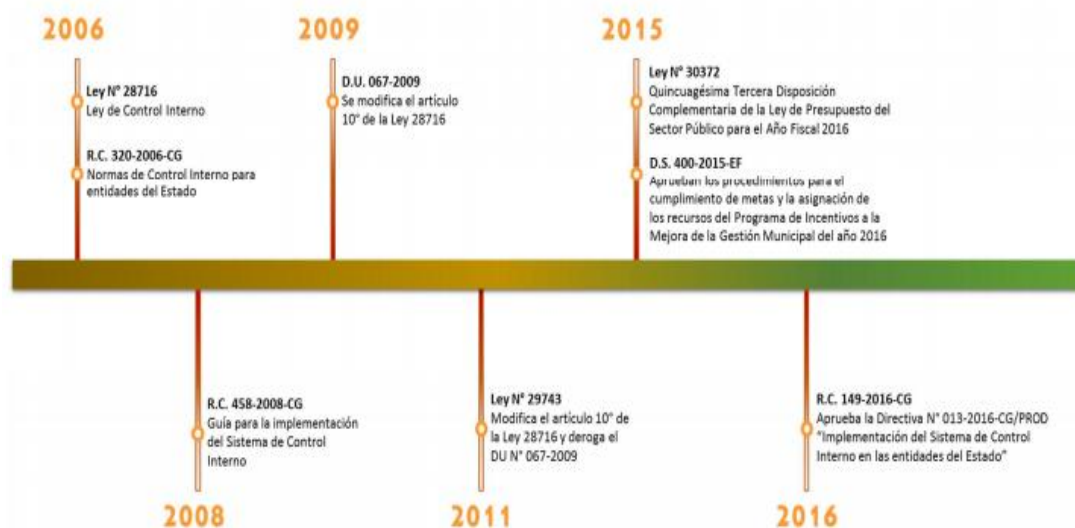 2006
Ley N° 28716
Ley de Control Interno
R.C. 320-2006-CG
Normas de Control Interno para
entidades del Estado
2009
D.U. 067-2009
Se modifica el artículo
10° de la Ley 28716
2015
Ley N° 30372
Quincuagésima Tercera Disposición
Complementaria de la Ley de Presupuesto del
Sector Público para el Año Fiscal 2016
D.S. 400-2015-EF
Aprueban los procedimientos para el
cumplimiento de metas y la asignación de
los recursos del Programa de Incentivos a la
Mejora de la Gestión Municipal del año 2016
R.C. 458-2008-CG
Guía para la implementación
del Sistema de Control
Interno
2008
Ley N° 29743
Modifica el artículo 10° de
la Ley 28716 y deroga el
DU N° 067-2009
2011
R.C. 149-2016-CG
Aprueba la Directiva N° 013-2016-CG/PROD
"Implementación del Sistema de Control
Interno en las entidades del Estado"
2016